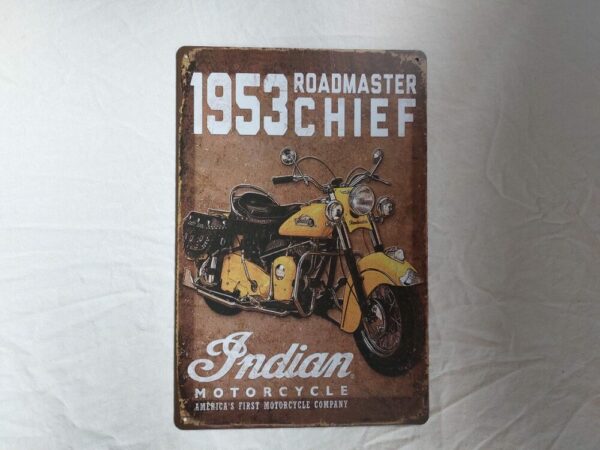 1953 ROADMASTER
CHIEF
Indian
MOTORCYCLE
AMERICA'S FIRST MOTORCYCLE COMPANY